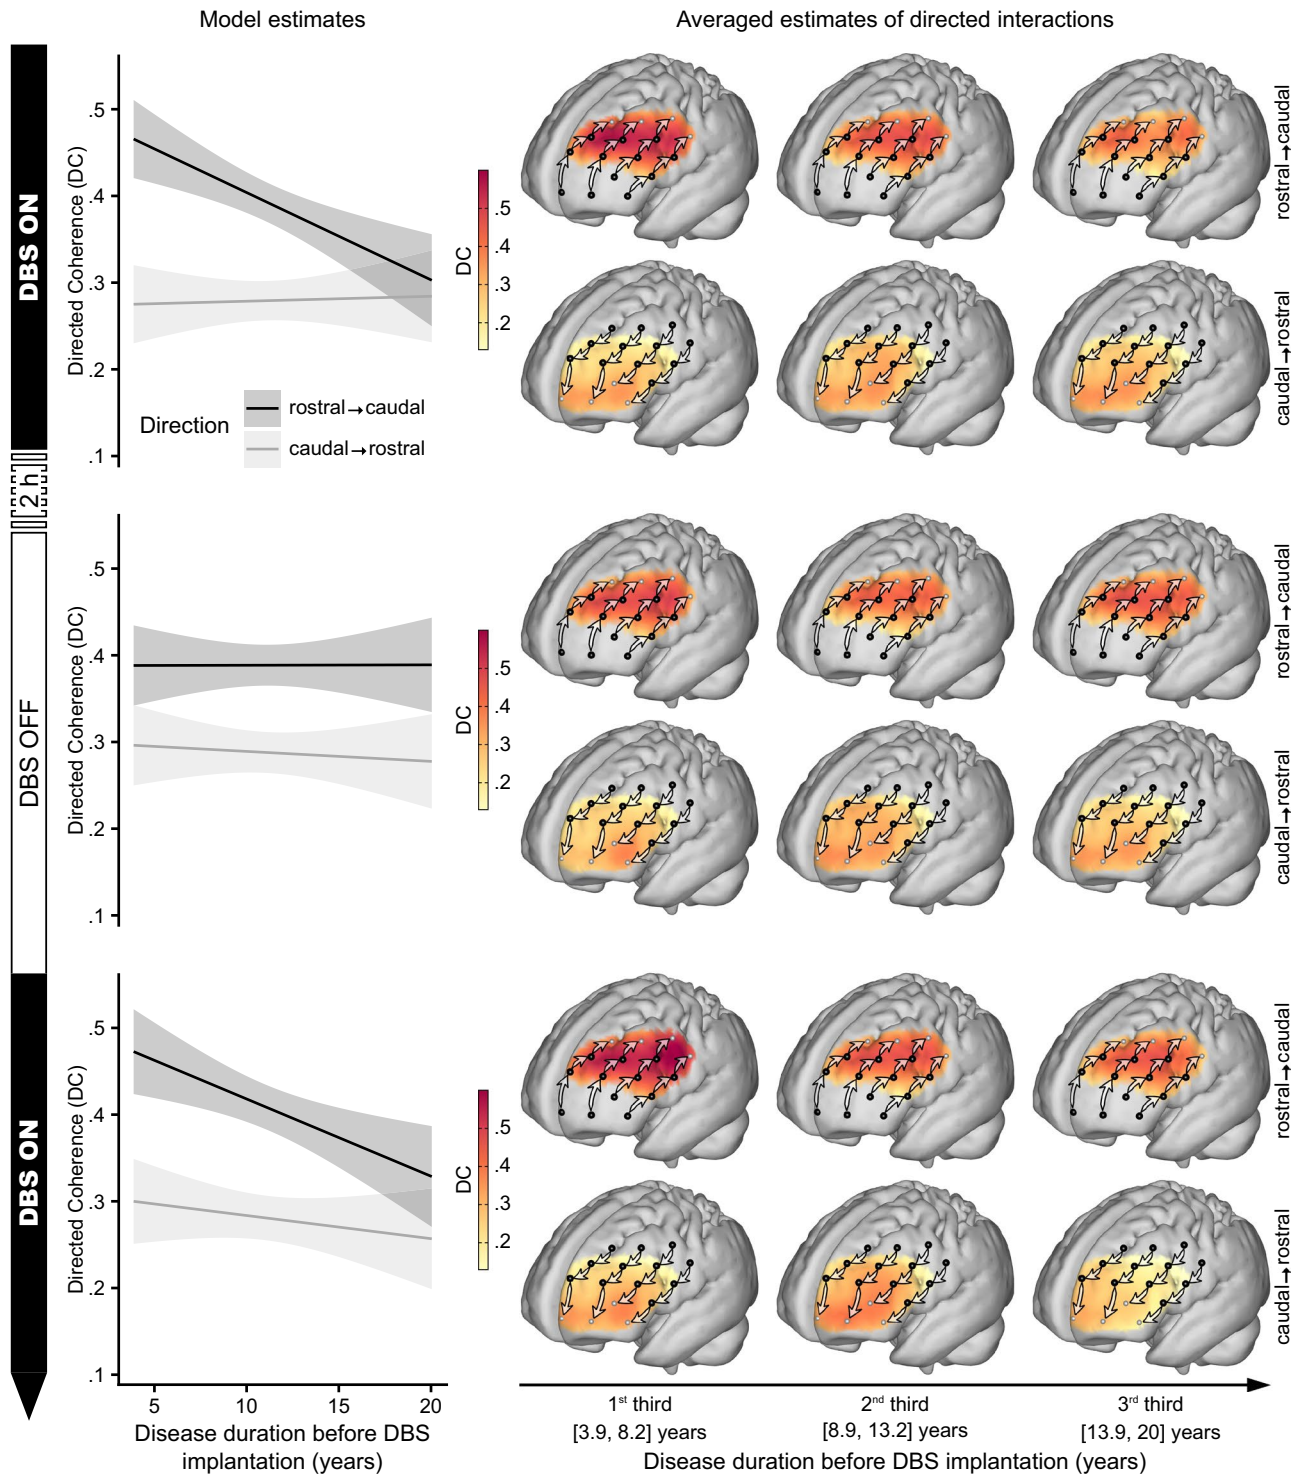 Model estimates
Averaged estimates of directed interactions
DBS ON
Directed Coherence (DC)
.5
.4
.3
.2
.1
Direction
rostral→caudal
caudal→rostral
DC
.5
.4
.3
.2
rostral→caudal
caudal→rostral
2 h
DBS OFF
Directed Coherence (DC)
.5
.4
.3
.2
.1
DC
.5
.4
.3
.2
rostral→caudal
caudal→rostral
DBS ON
Directed Coherence (DC)
.5
.4
.3
.2
.1
DC
.5
.4
.3
.2
rostral→caudal
caudal→rostral
5 10 15 20
Disease duration before DBS
implantation (years)
1st third 2nd third 3rd third
[3.9, 8.2] years [8.9, 13.2] years [13.9, 20] years
Disease duration before DBS implantation (years)